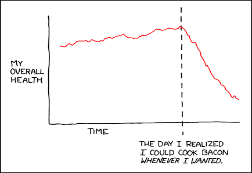 MY
OVERALL
HEALTH
TIME
THE DAY I REALIZED
I COULD COOK BACON
WHENEVER I WANTED.